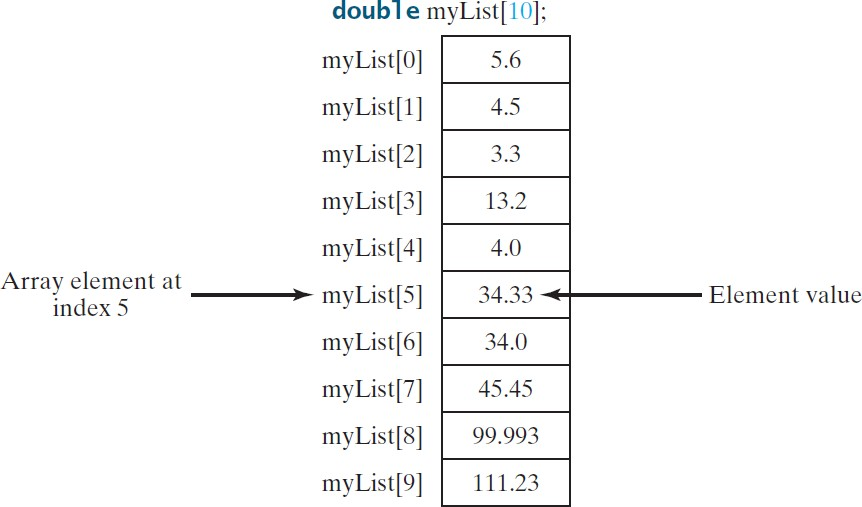 double myList[10];
myList[0] 5.6
myList[1] 4.5
myList[2] 3.3
myList[3] 13.2
myList[4] 4.0
Array element at
index 5
myList[5] 34.33 Element value
myList[6] 34.0
myList[7] 45.45
myList[8] 99.993
myList[9] 111.23